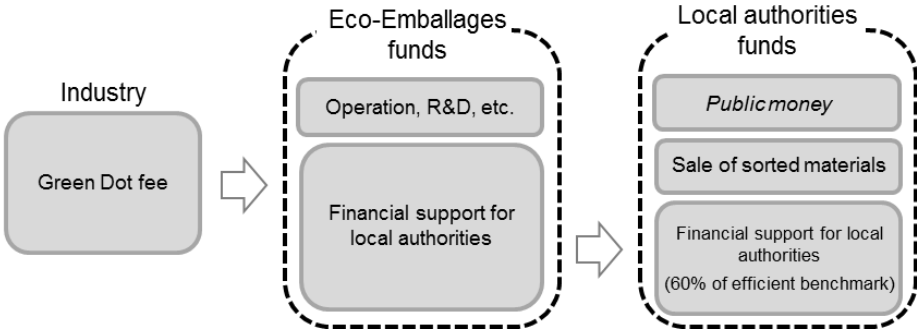 Industry
Green Dot fee
Eco-Emballages
funds
Operation, R&D, etc.
Financial support for
local authorities
Local authorities
funds
Public money
Sale of sorted materials
Financial support for local
authorities
(60% of efficient benchmark)